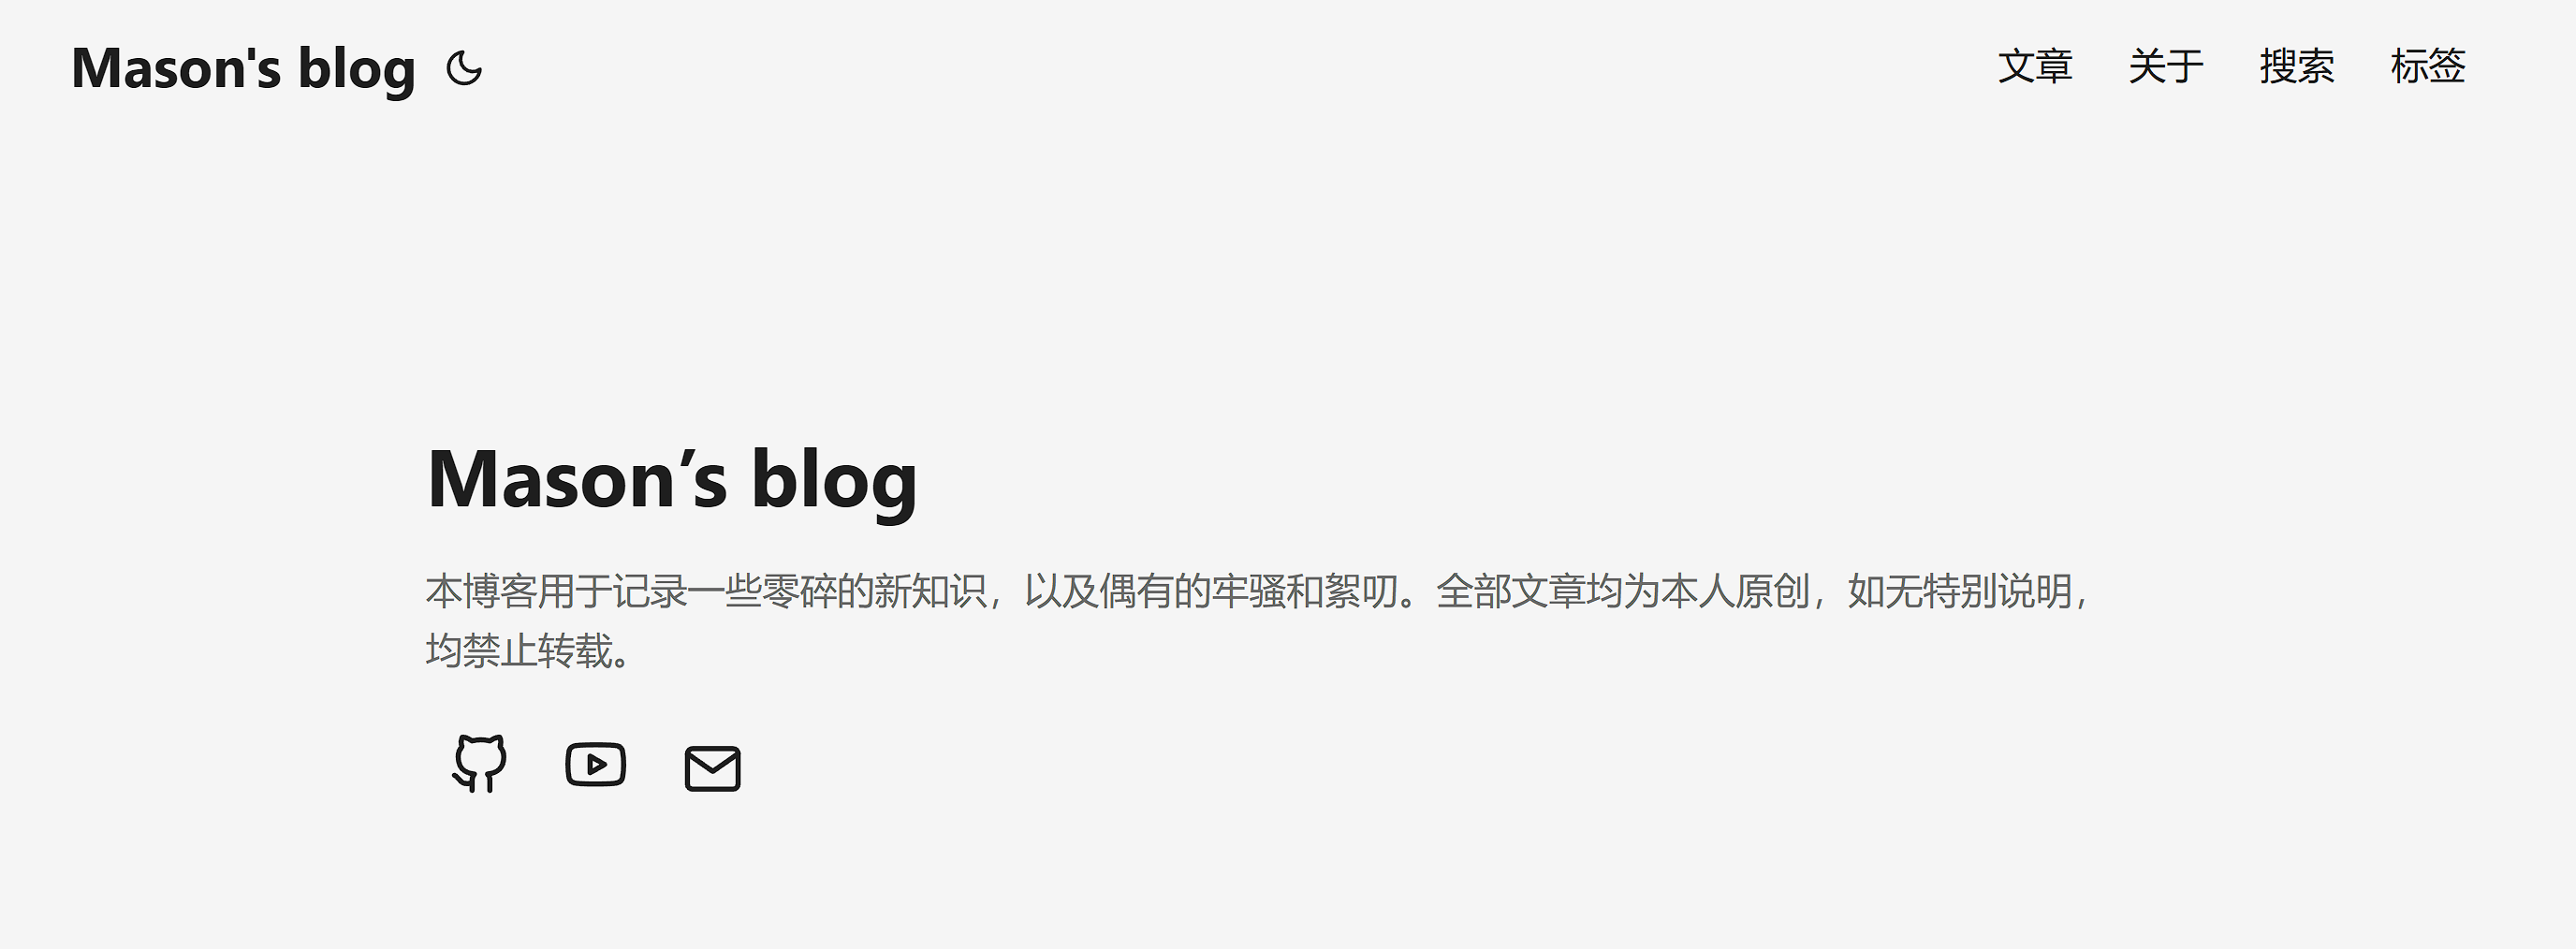 Mason's blog
文章 关于 搜索 标签
Mason’s blog
本博客用于记录一些零碎的新知识，以及偶有的牢骚和絮叨。全部文章均为本人原创，如无特别说明，
均禁止转载。